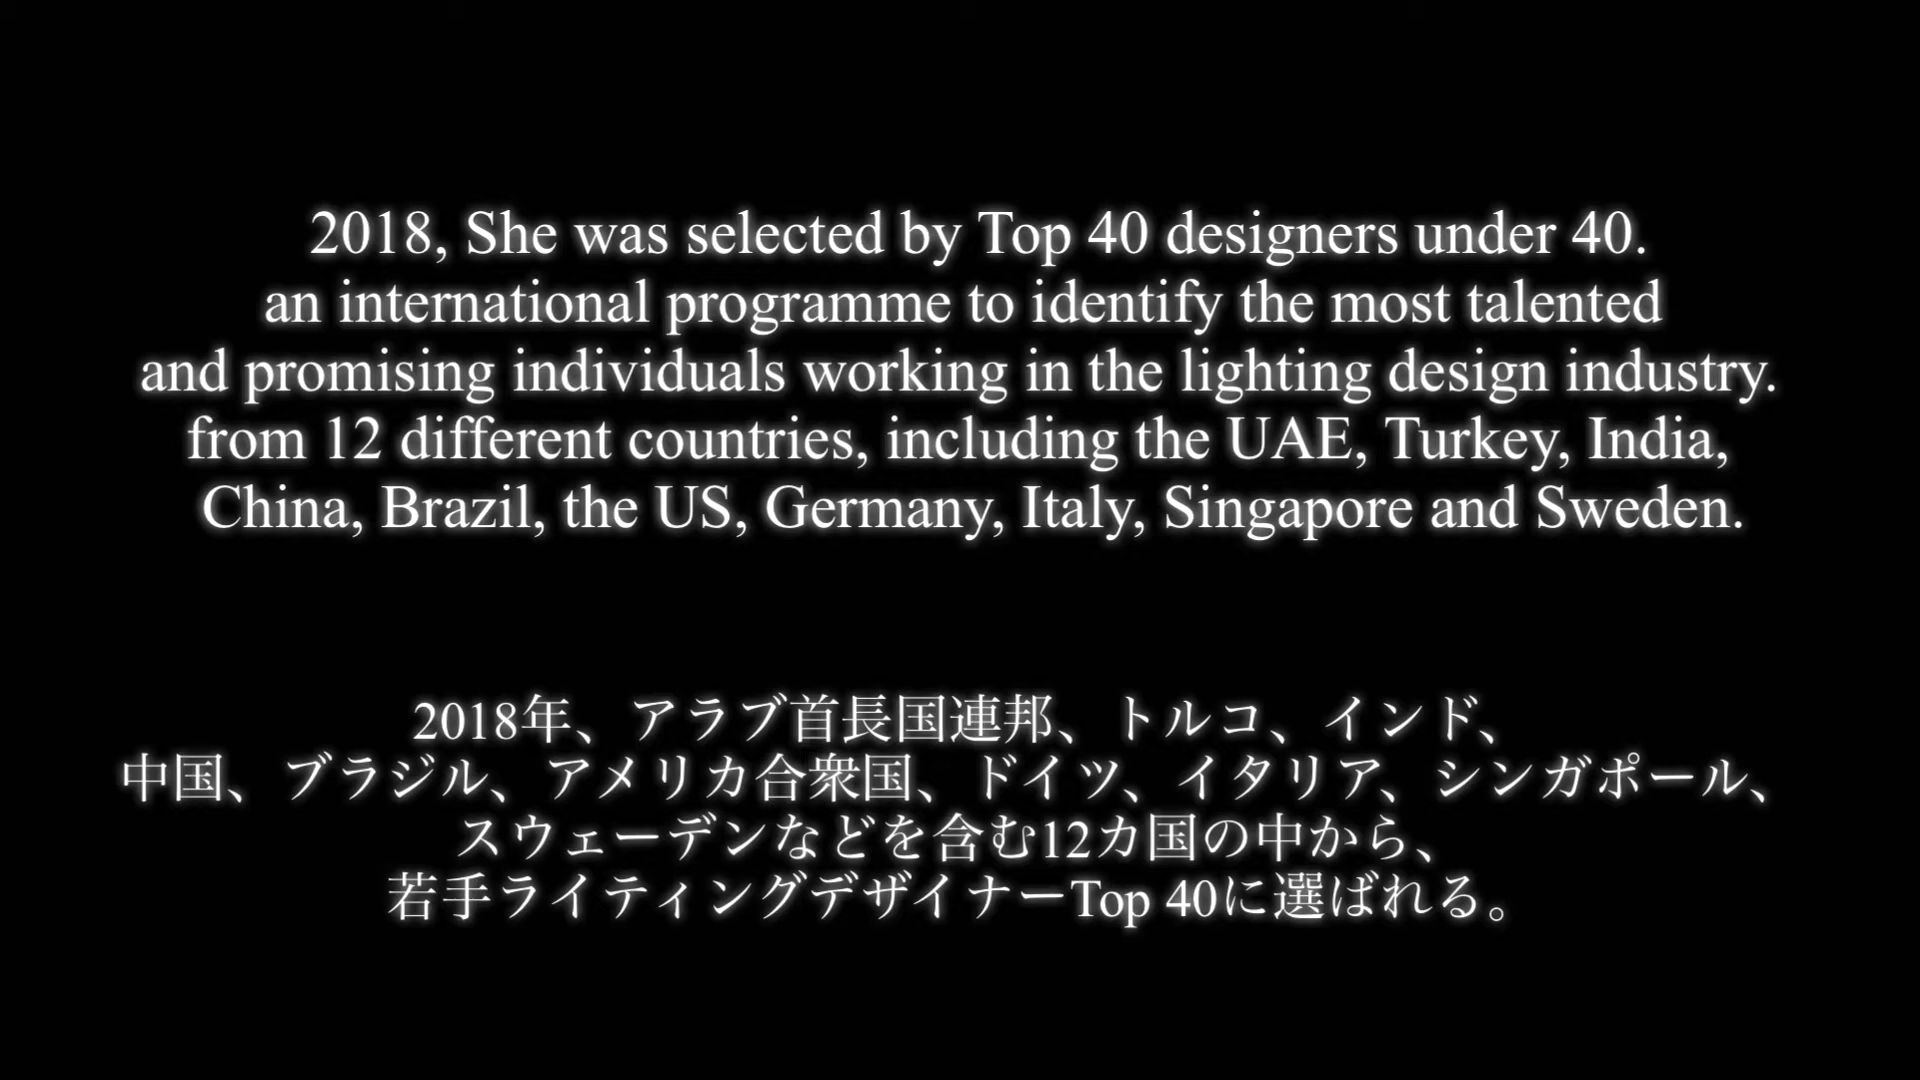 2018, She was selected by Top 40 designers under 40.
an international programme to identify the most talented
and promising individuals working in the lighting design industry.
from 12 different countries, including the UAE, Turkey, India,
China, Brazil, the US, Germany, Italy, Singapore and Sweden.
2018年、アラブ首長国連邦、トルコ、インド、
中国、ブラジル、アメリカ合衆国、ドイツ、イタリア、シンガポール、
スウェーデンなどを含む12カ国の中から、
若手ライティングデザイナーTop 40に選ばれる。